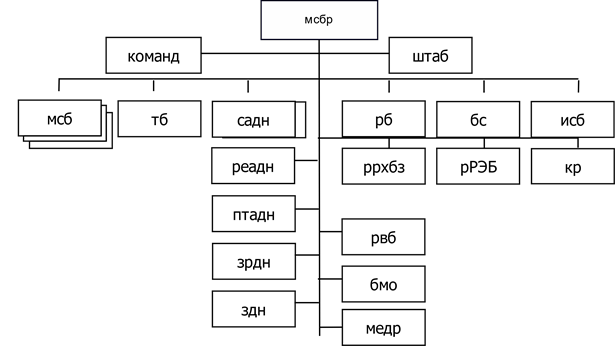 мсбр
команд
штаб
мсб
тб
садн
рб
бс
исб
реадн
ррхбз
рРЭБ
кр
птадн
рвб
зрдн
бмо
здн
медр